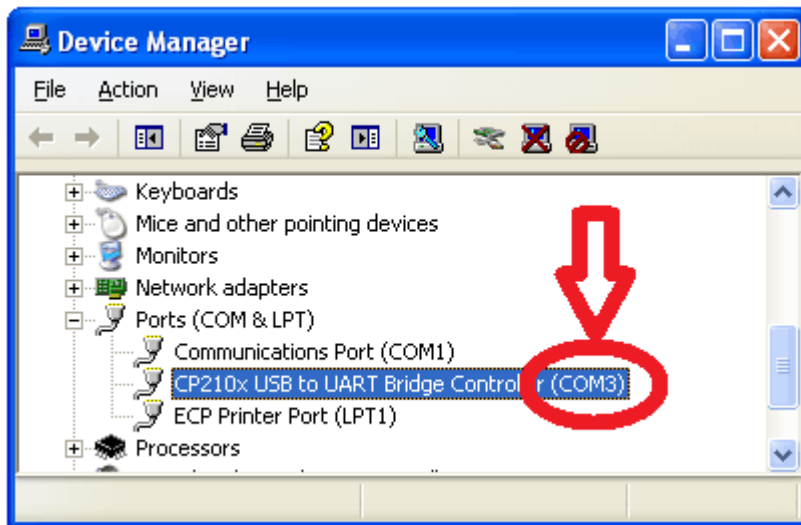 Device Manager
File Action View Help
Keyboards
Mice and other pointing devices
Monitors
Network adapters
Ports (COM & LPT)
Communications Port (COM1)
CP210x USB to UART Bridge Controller (COM3)
ECP Printer Port (LPT1)
Processors